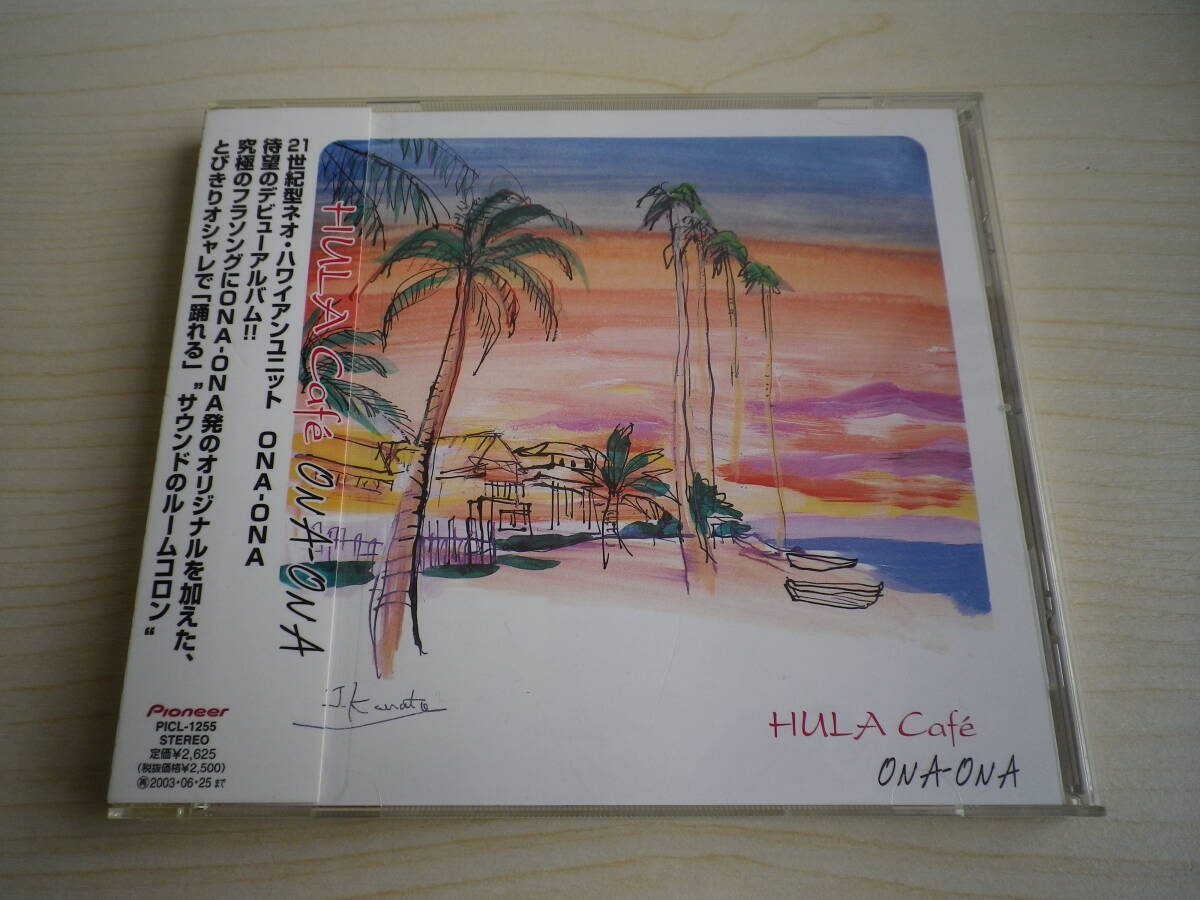 21世紀型ネオ・ハワイアンユニット ONA-ONA
待望のデビューアルバム!!
究極のフラソングにONA-ONA発のオリジナルを加えた、
とびきりオシャレで「踊れる」”サウンドのルームコロン“
HULA Café ONA-ONA
Pioneer
PICL-1255
STEREO
定価¥2,625
(税抜価格¥2,500)
再2003・06・25まで
HULA Café
ONA-ONA